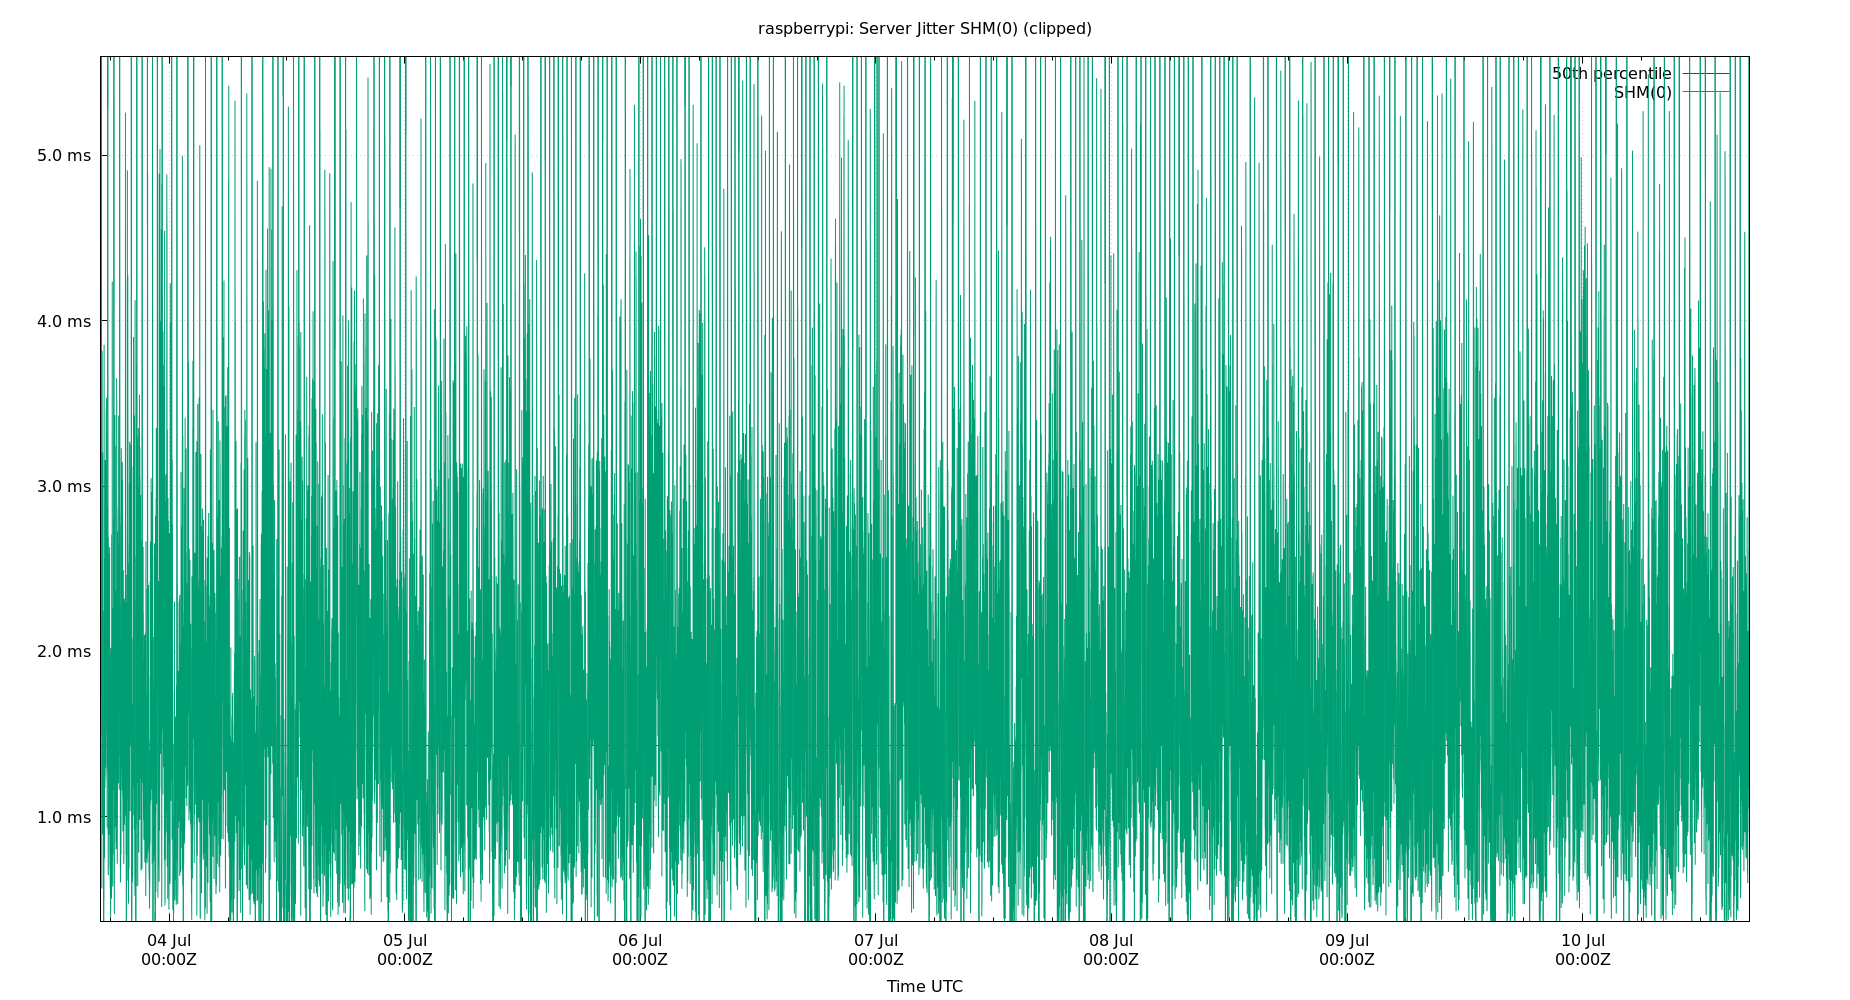 raspberrypi: Server Jitter SHM(0) (clipped)
50th percentile
SHM(0)
5.0 ms
4.0 ms
3.0 ms
2.0 ms
1.0 ms
04 Jul 05 Jul 06 Jul 07 Jul 08 Jul 09 Jul 10 Jul
00:00Z 00:00Z 00:00Z 00:00Z 00:00Z 00:00Z 00:00Z
Time UTC